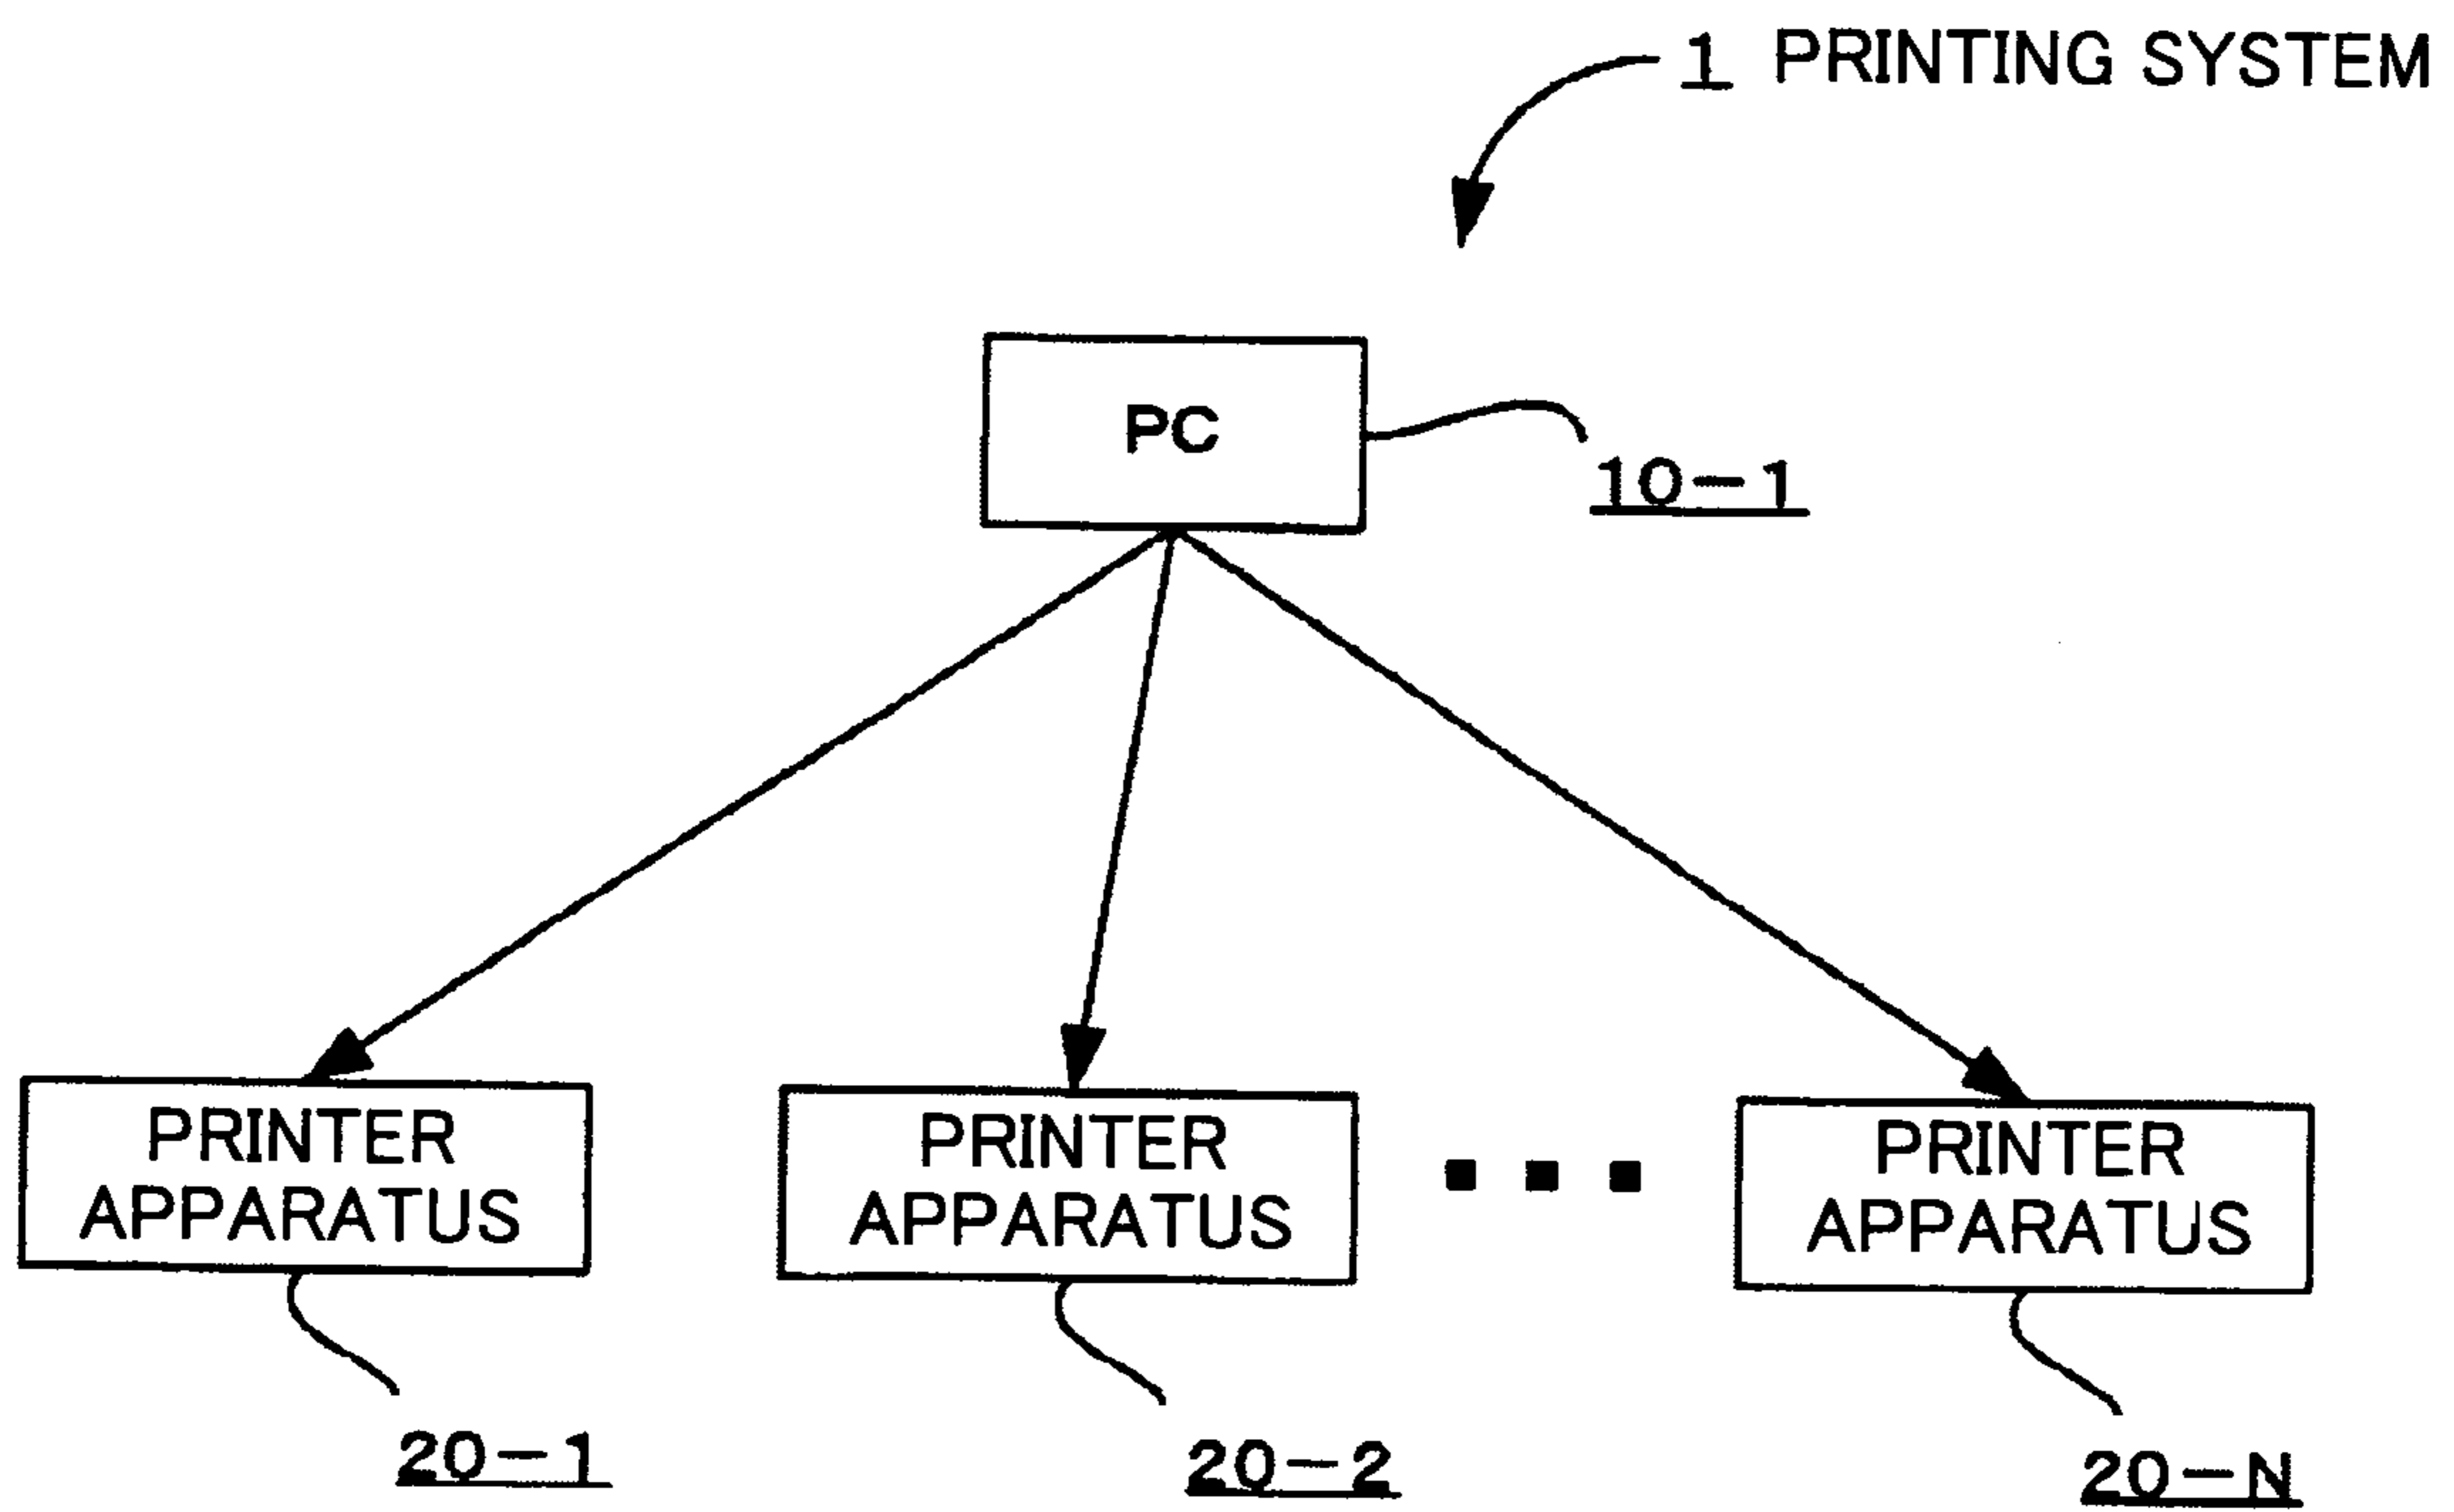 1 PRINTING SYSTEM
PC
10-1
PRINTER
APPARATUS
PRINTER
APPARATUS
PRINTER
APPARATUS
20-1
20-2
20-N